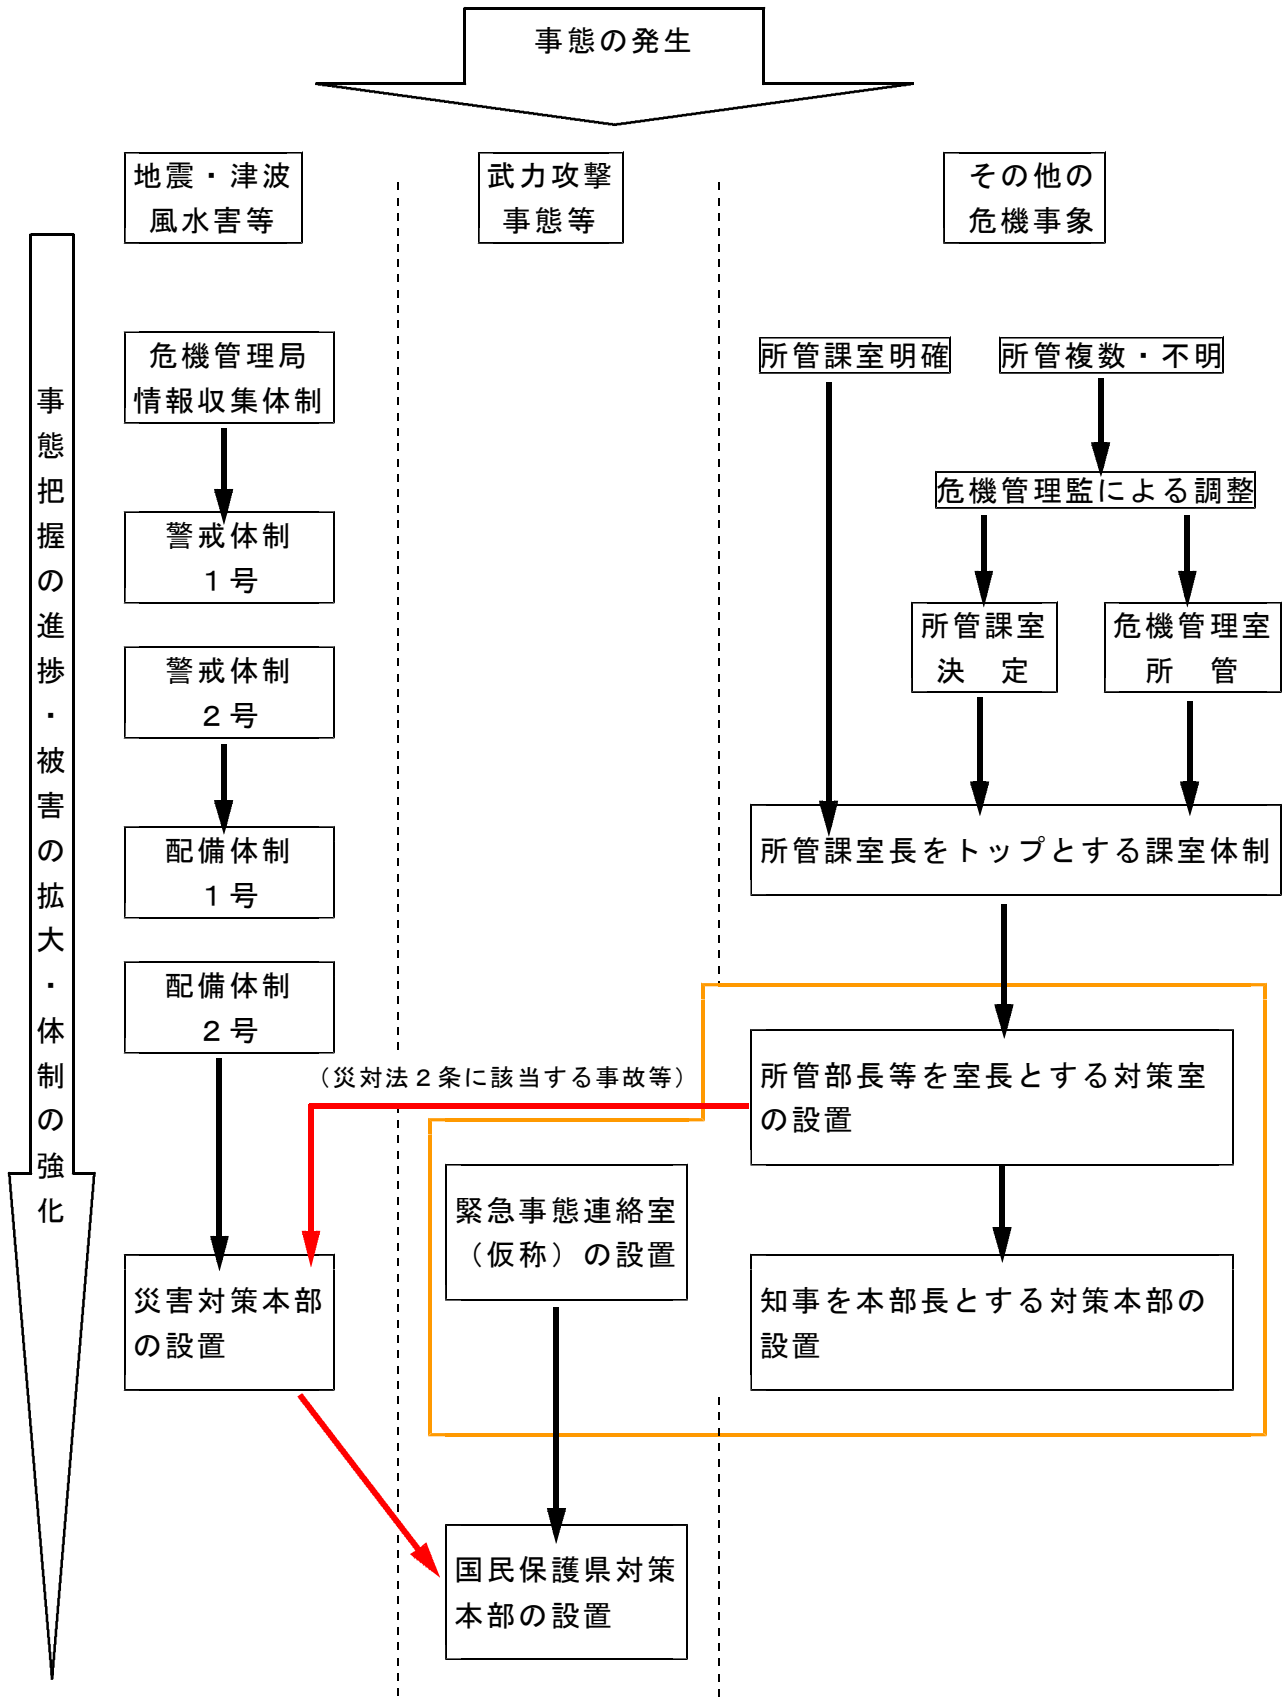 事態の発生
地震・津波
風水害等
武力攻撃
事態等
その他の
危機事象
事態把握の進捗・被害の拡大・体制の強化
危機管理局
情報収集体制
警戒体制
1号
警戒体制
2号
配備体制
1号
配備体制
2号
災害対策本部
の設置
(災対法2条に該当する事故等)
緊急事態連絡室
(仮称)の設置
国民保護県対策
本部の設置
所管課室明確
所管複数・不明
危機管理監による調整
所管課室
決 定
危機管理室
所 管
所管課室長をトップとする課室体制
所管部長等を室長とする対策室
の設置
知事を本部長とする対策本部の
設置